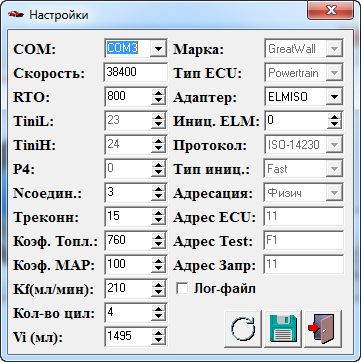 Настройки
COM: COM3 Марка: GreatWall
Скорость: 38400 Тип ECU: Powertrain
RTO: 800 Адаптер: ELMISO
TiniL: 23 Иниц. ELM: 0
TiniH: 24 Протокол: ISO-14230
P4: 0 Тип иниц.: Fast
Nсоедин.: 3 Адресация: Физич
Треконн: 15 Адрес ECU: 11
Коэф. Топл.: 760 Адрес Test: F1
Коэф. MAP: 100 Адрес Запр: 11
Kf(мл/мин): 210 Лог-файл
Кол-во цил: 4
Vi (мл): 1495